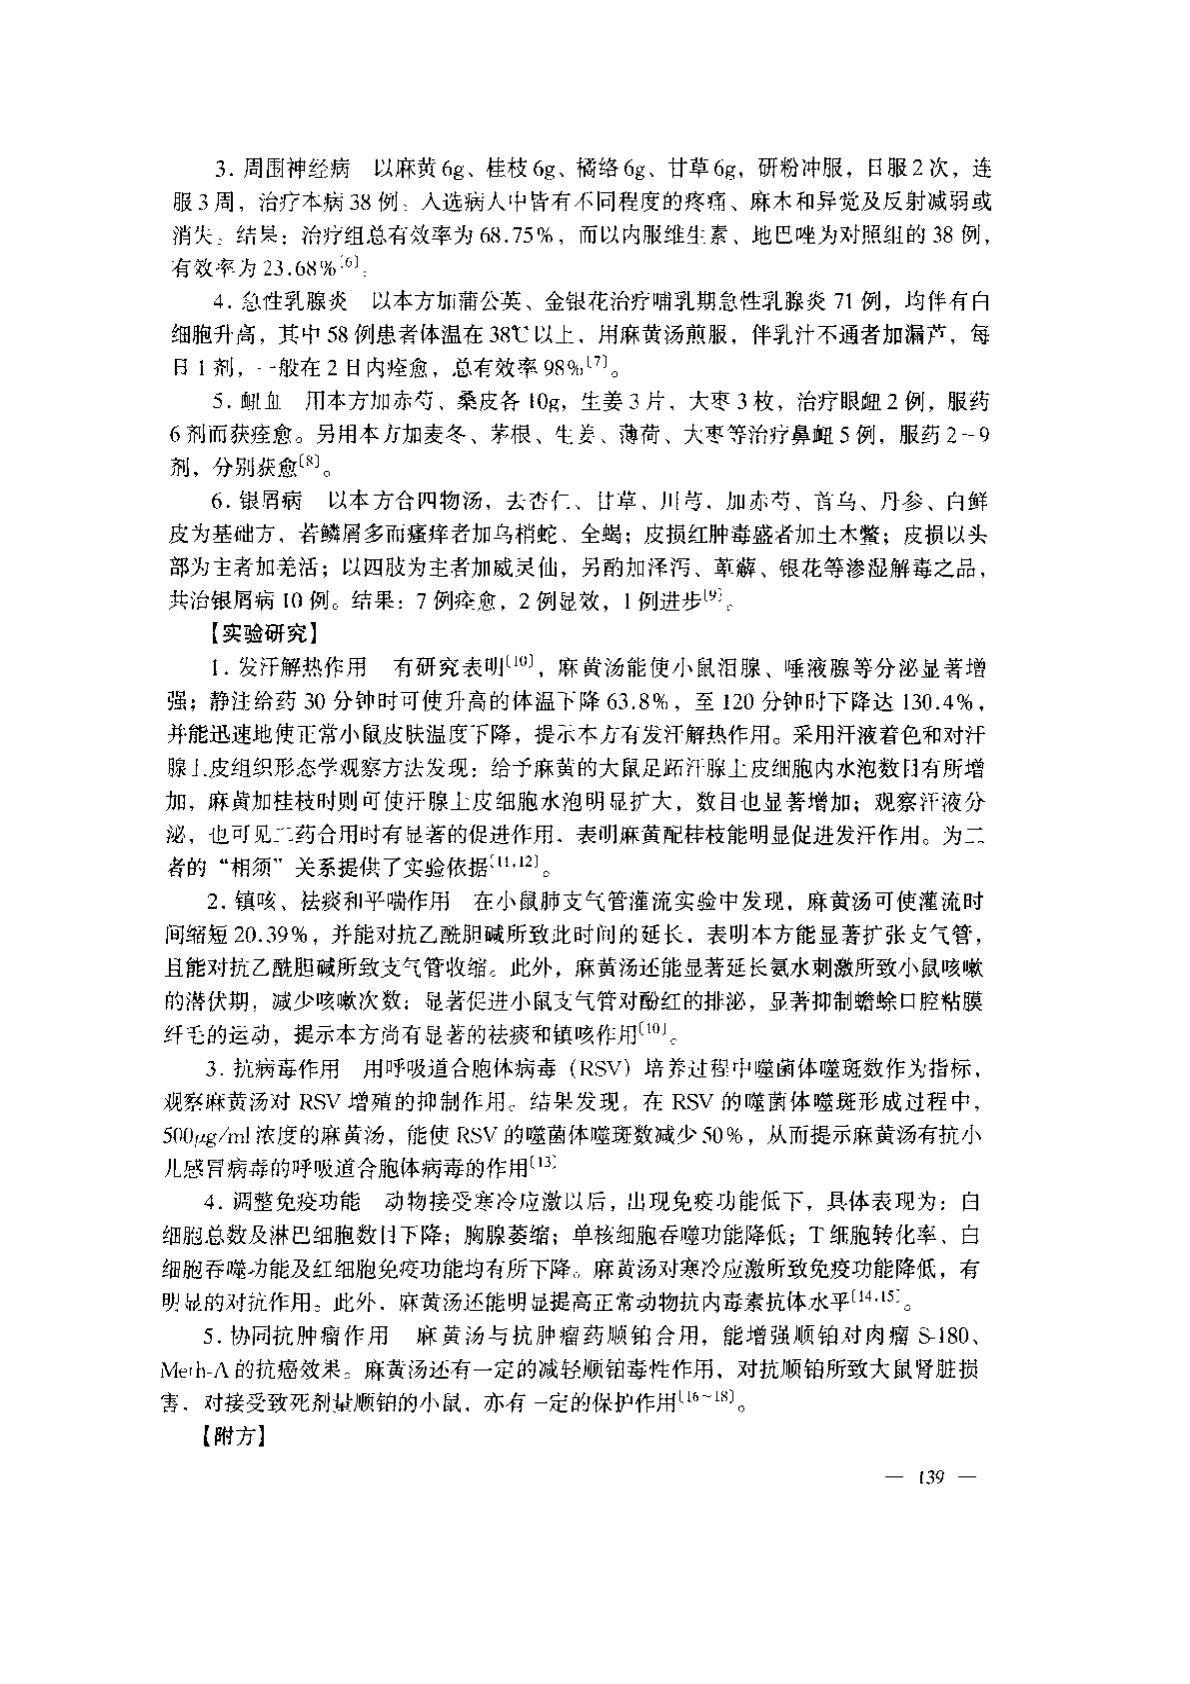 3. 周围神经病　以麻黄 6g、桂枝 6g、橘络 6g、甘草 6g，研粉冲服，日服 2 次，连
服 3 周，治疗本病 38 例。入选病人中皆有不同程度的疼痛、麻木和异觉及反射减弱或
消失。结果：治疗组总有效率为 68.75%，而以内服维生素、地巴唑为对照组的 38 例，
有效率为 23.68%〔6〕。
4. 急性乳腺炎　以本方加蒲公英、金银花治疗哺乳期急性乳腺炎 71 例，均伴有白
细胞升高，其中 58 例患者体温在 38℃以上，用麻黄汤煎服，伴乳汁不通者加漏芦，每
日 1 剂，一般在 2 日内痊愈，总有效率 98%〔7〕。
5. 衄血　用本方加赤芍、桑皮各 10g，生姜 3 片，大枣 3 枚，治疗眼衄 2 例，服药
6 剂而获痊愈。另用本方加麦冬、茅根、生姜、薄荷、大枣等治疗鼻衄 5 例，服药 2～9
剂，分别获愈〔8〕。
6. 银屑病　以本方合四物汤，去杏仁、甘草、川芎，加赤芍、首乌、丹参、白鲜
皮为基础方，若鳞屑多而瘙痒者加乌梢蛇、全蝎；皮损红肿毒盛者加土木鳖；皮损以头
部为主者加羌活；以四肢为主者加威灵仙，另酌加泽泻、萆薢、银花等渗湿解毒之品，
共治银屑病 10 例。结果：7 例痊愈，2 例显效，1 例进步〔9〕。
【实验研究】
1. 发汗解热作用　有研究表明〔10〕，麻黄汤能使小鼠泪腺、唾液腺等分泌显著增
强；静注给药 30 分钟时可使升高的体温下降 63.8%，至 120 分钟时下降达 130.4%，
并能迅速地使正常小鼠皮肤温度下降，提示本方有发汗解热作用。采用汗液着色和对汗
腺上皮组织形态学观察方法发现：给予麻黄的大鼠足跖汗腺上皮细胞内水泡数目有所增
加，麻黄加桂枝时则可使汗腺上皮细胞水泡明显扩大，数目也显著增加；观察汗液分
泌，也可见二药合用时有显著的促进作用，表明麻黄配桂枝能明显促进发汗作用。为二
者的“相须”关系提供了实验依据〔11,12〕。
2. 镇咳、祛痰和平喘作用　在小鼠肺支气管灌流实验中发现，麻黄汤可使灌流时
间缩短 20.39%，并能对抗乙酰胆碱所致此时间的延长，表明本方能显著扩张支气管，
且能对抗乙酰胆碱所致支气管收缩。此外，麻黄汤还能显著延长氨水刺激所致小鼠咳嗽
的潜伏期，减少咳嗽次数；显著促进小鼠支气管对酚红的排泌，显著抑制蟾蜍口腔粘膜
纤毛的运动，提示本方尚有显著的祛痰和镇咳作用〔10〕。
3. 抗病毒作用　用呼吸道合胞体病毒（RSV）培养过程中噬菌体噬斑数作为指标，
观察麻黄汤对 RSV 增殖的抑制作用。结果发现，在 RSV 的噬菌体噬斑形成过程中，
500μg/ml 浓度的麻黄汤，能使 RSV 的噬菌体噬斑数减少 50%，从而提示麻黄汤有抗小
儿感冒病毒的呼吸道合胞体病毒的作用〔13〕
4. 调整免疫功能　动物接受寒冷应激以后，出现免疫功能低下，具体表现为：白
细胞总数及淋巴细胞数目下降；胸腺萎缩；单核细胞吞噬功能降低；T 细胞转化率、白
细胞吞噬功能及红细胞免疫功能均有所下降。麻黄汤对寒冷应激所致免疫功能降低，有
明显的对抗作用。此外，麻黄汤还能明显提高正常动物抗内毒素抗体水平〔14,15〕。
5. 协同抗肿瘤作用　麻黄汤与抗肿瘤药顺铂合用，能增强顺铂对肉瘤 S-180、
Meth-A 的抗癌效果。麻黄汤还有一定的减轻顺铂毒性作用，对抗顺铂所致大鼠肾脏损
害，对接受致死剂量顺铂的小鼠，亦有一定的保护作用〔16～18〕。
【附方】
— 139 —